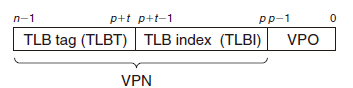 n−1 p+t p+t−1 p p−1 0
TLB tag (TLBT) TLB index (TLBI) VPO
VPN